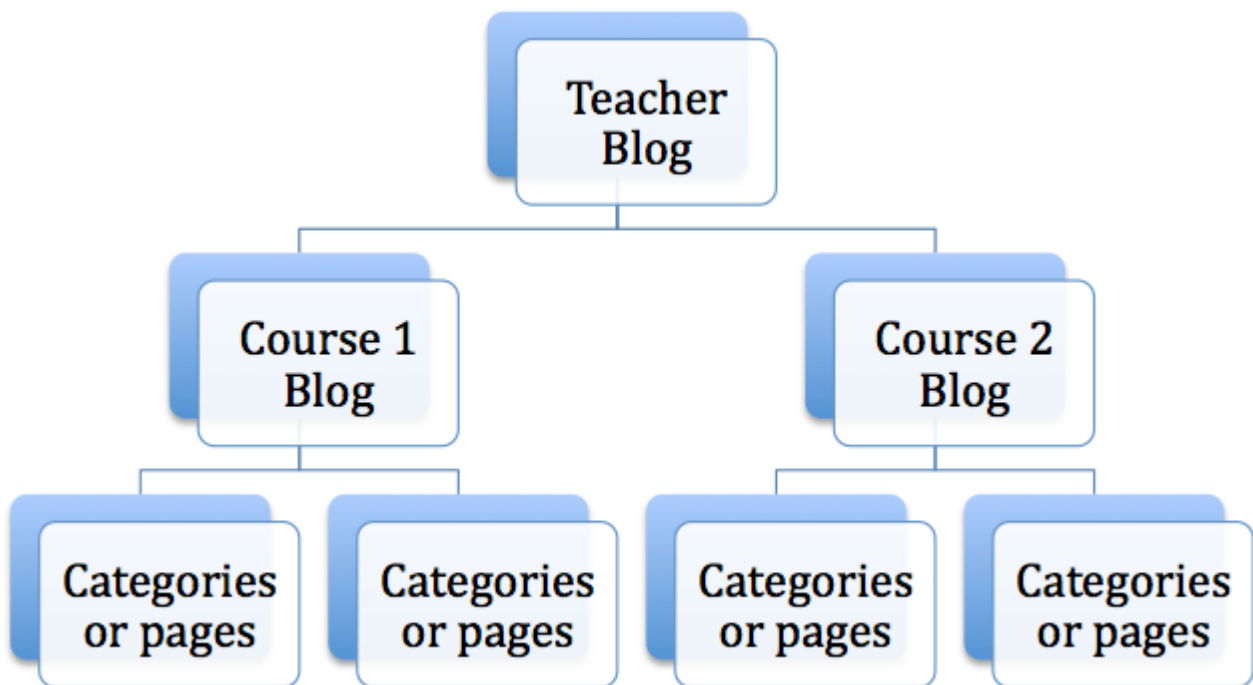 Teacher
Blog
Course 1
Blog
Course 2
Blog
Categories
or pages
Categories
or pages
Categories
or pages
Categories
or pages